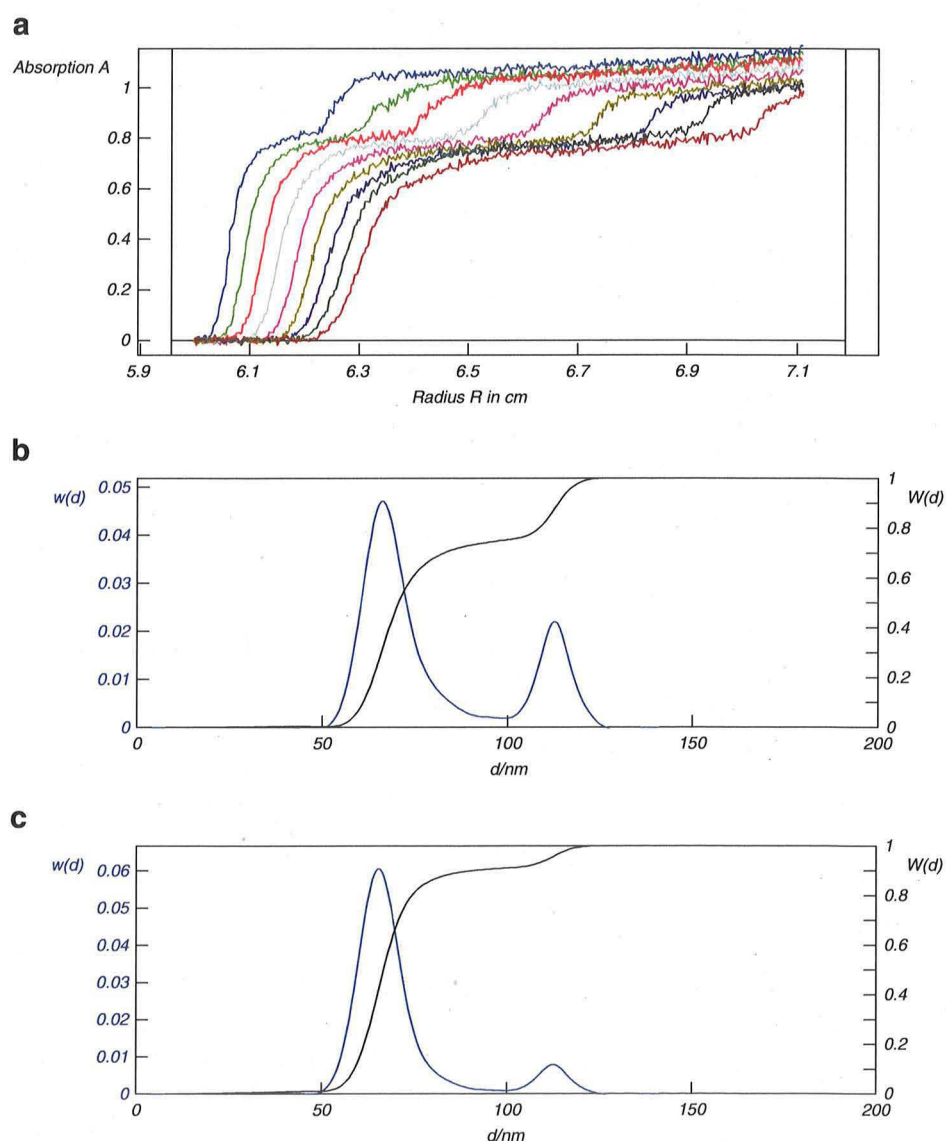 a
Absorption A
1
0.8
0.6
0.4
0.2
0
5.9 6.1 6.3 6.5 6.7 6.9 7.1
Radius R in cm
b
w(d) 0.05 1 W(d)
0.04 0.8
0.03 0.6
0.02 0.4
0.01 0.2
0 0
0 50 100 150 200
d/nm
c
w(d) 0.06 1 W(d)
0.05 0.8
0.04 0.6
0.03 0.4
0.02
0.01 0.2
0 0
0 50 100 150 200
d/nm